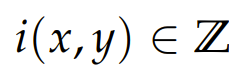 i(x, y) ∈ ℤ